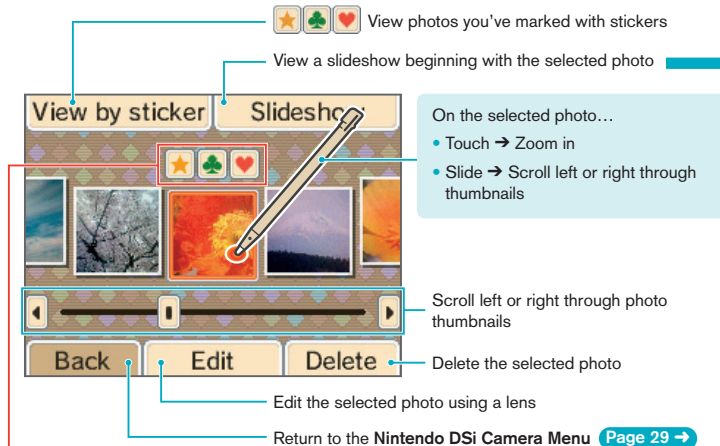 View photos you've marked with stickers
View a slideshow beginning with the selected photo
View by sticker
Slideshow
On the selected photo…
• Touch ➔ Zoom in
• Slide ➔ Scroll left or right through
thumbnails
Scroll left or right through photo
thumbnails
Back
Edit
Delete
Delete the selected photo
Edit the selected photo using a lens
Return to the Nintendo DSi Camera Menu Page 29 ➔